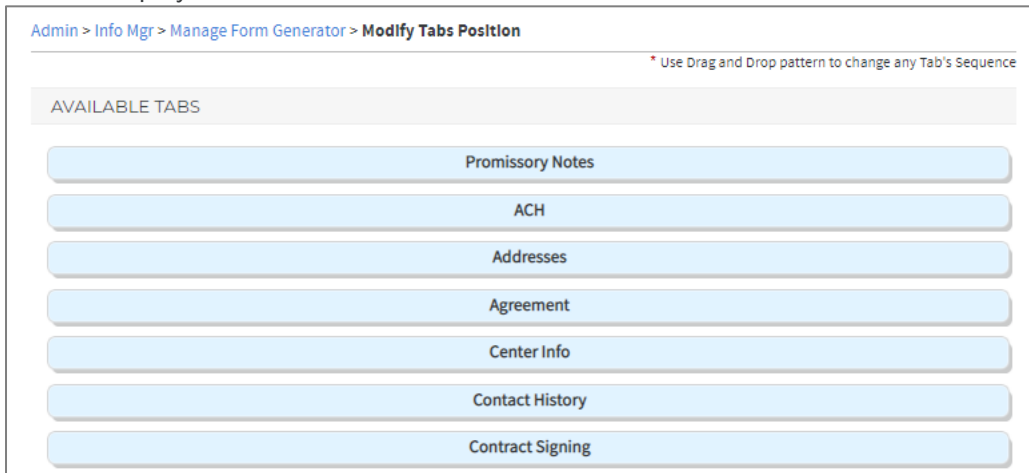 Admin > Info Mgr > Manage Form Generator > Modify Tabs Position
* Use Drag and Drop pattern to change any Tab's Sequence
AVAILABLE TABS
Promissory Notes
ACH
Addresses
Agreement
Center Info
Contact History
Contract Signing